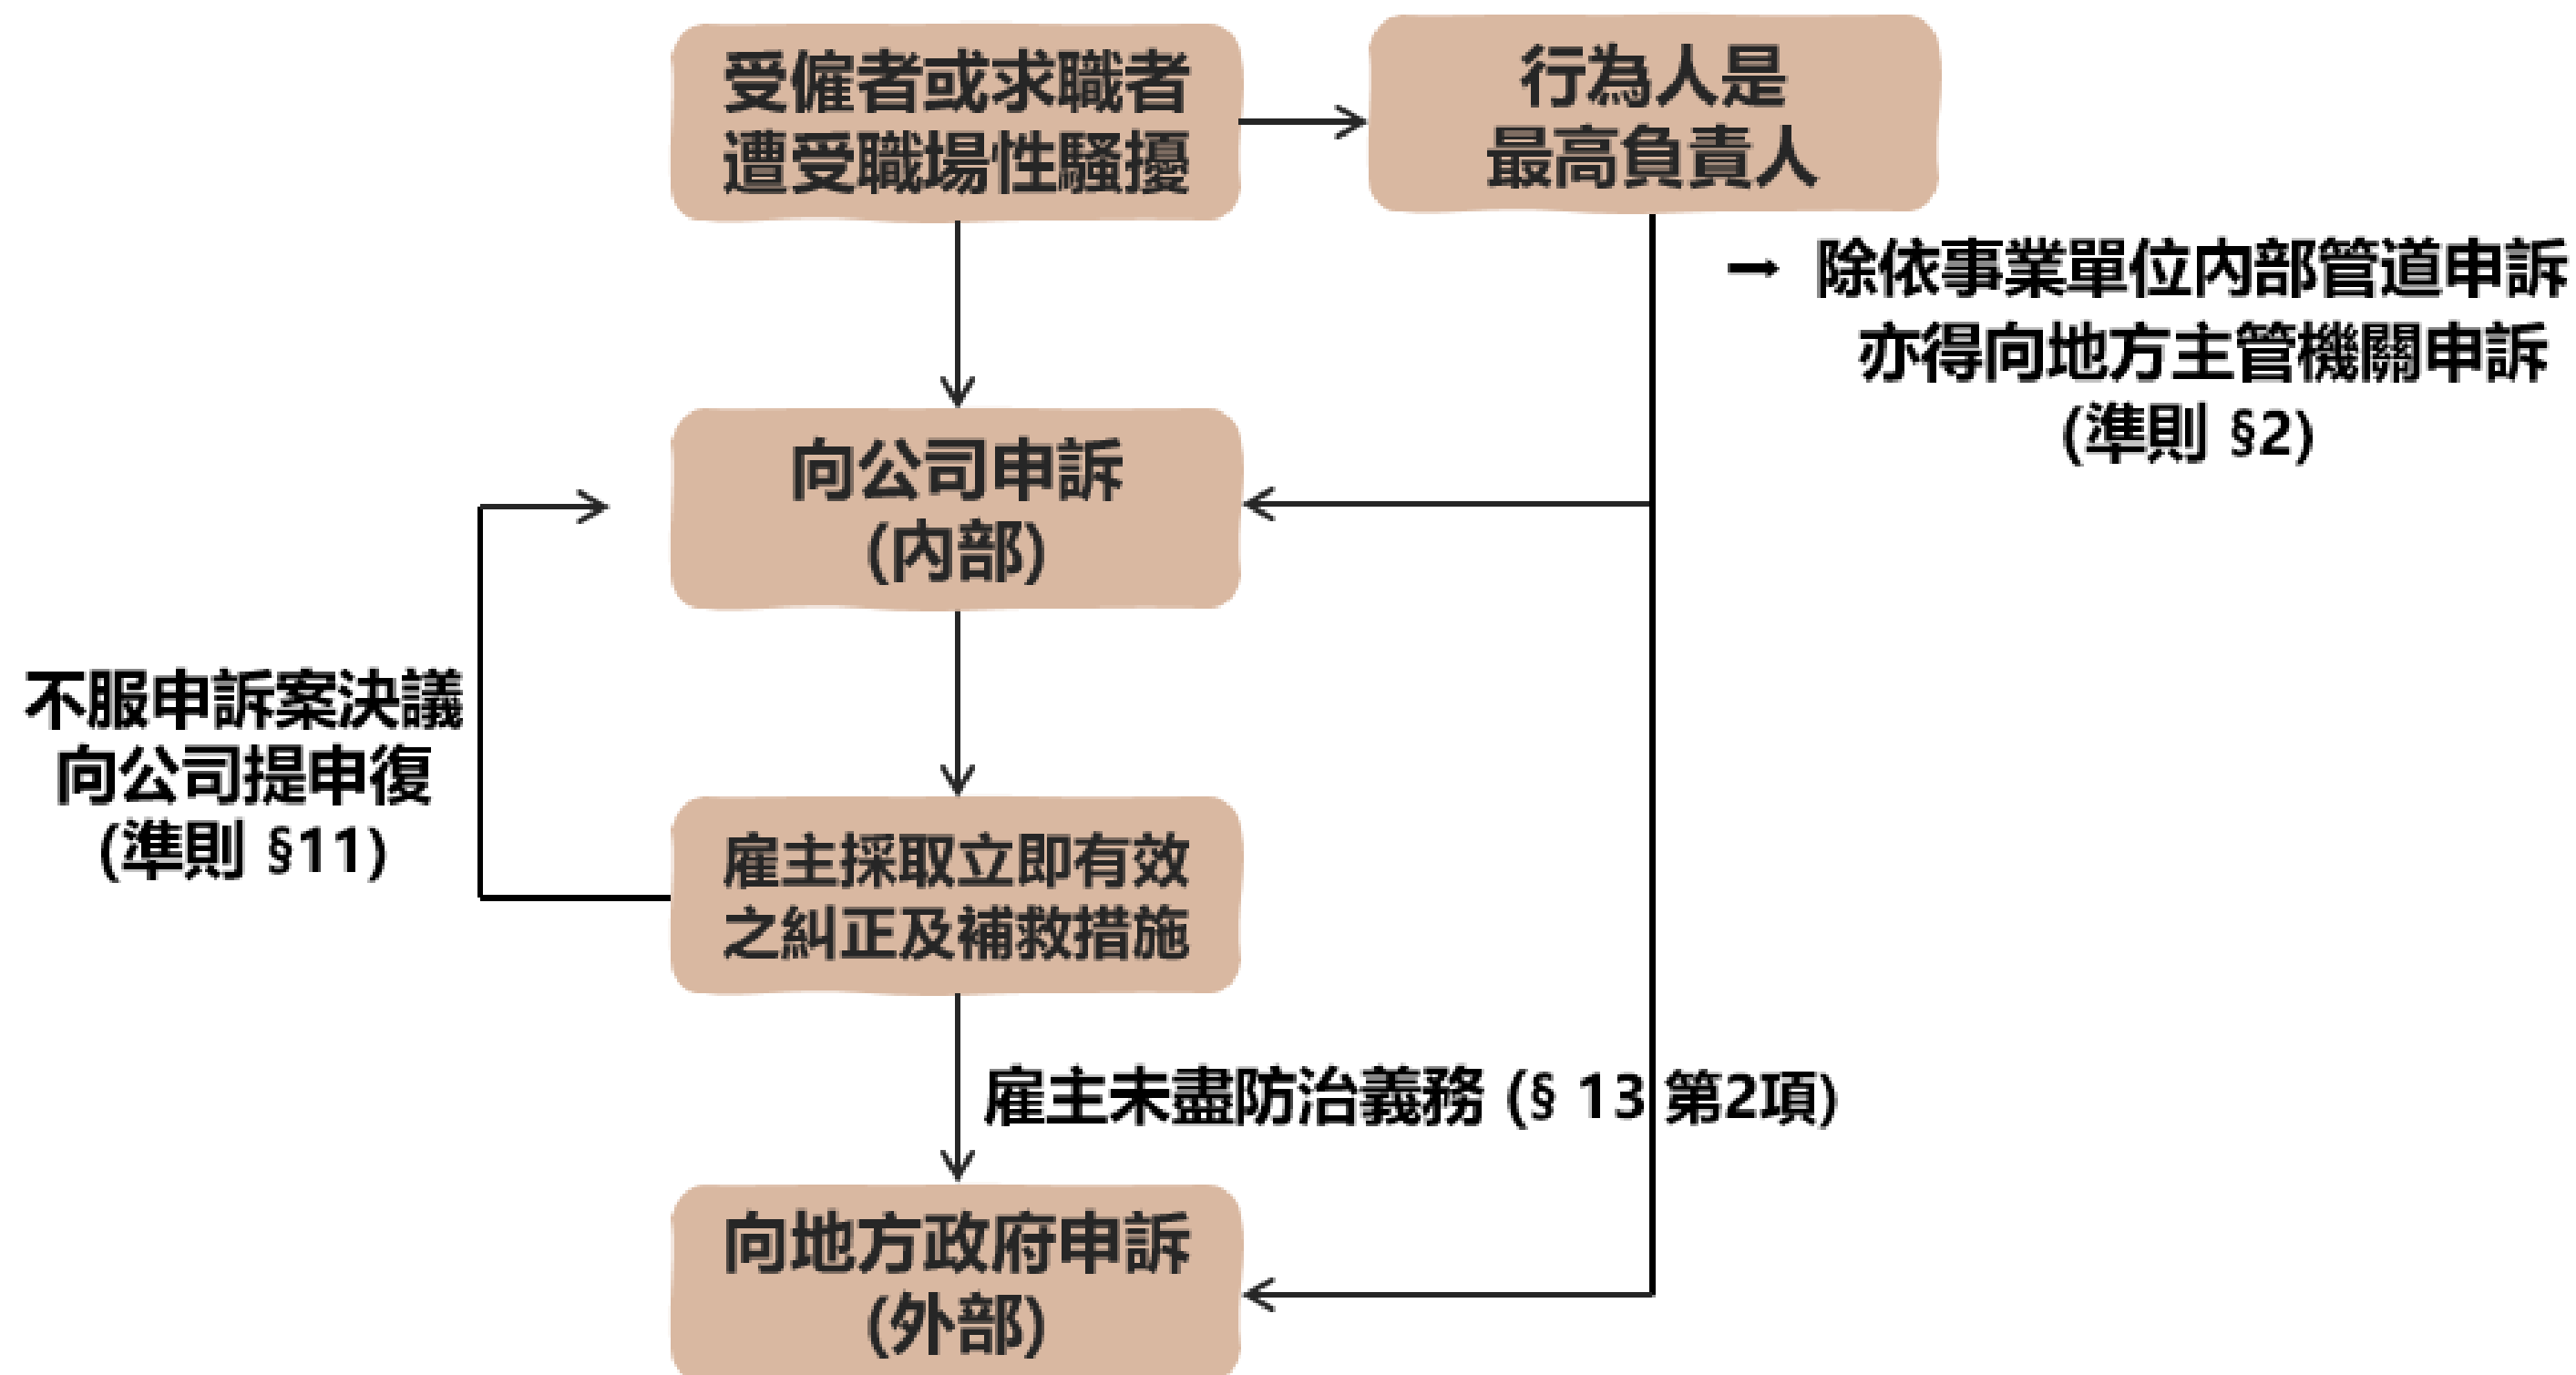 受僱者或求職者
遭受職場性騷擾
行為人是
最高負責人
→ 除依事業單位內部管道申訴
亦得向地方主管機關申訴
(準則 §2)
向公司申訴
(內部)
不服申訴案決議
向公司提申復
(準則 §11)
雇主採取立即有效
之糾正及補救措施
雇主未盡防治義務 (§ 13 第2項)
向地方政府申訴
(外部)